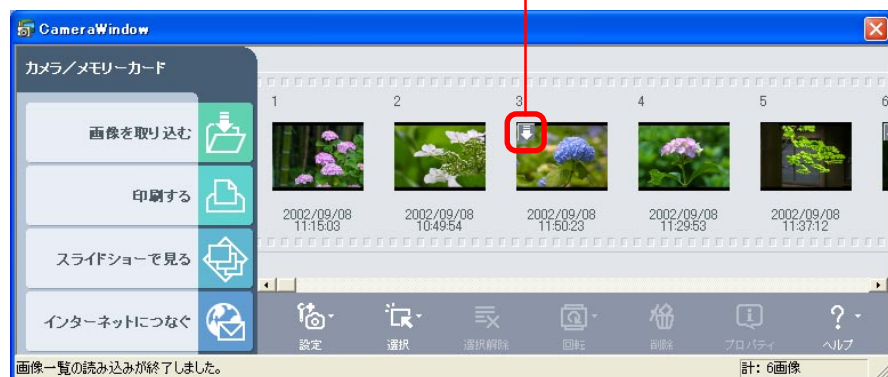 CameraWindow
カメラ／メモリーカード
画像を取り込む
印刷する
スライドショーで見る
インターネットにつなぐ
1 2 3 4 5 6
2002/09/08 2002/09/08 2002/09/08 2002/09/08 2002/09/08
11:15:03 10:49:54 11:50:23 11:29:53 11:37:12
設定 選択 選択解除 回転 削除 プロパティ ヘルプ
画像一覧の読み込みが終了しました。 計: 6画像